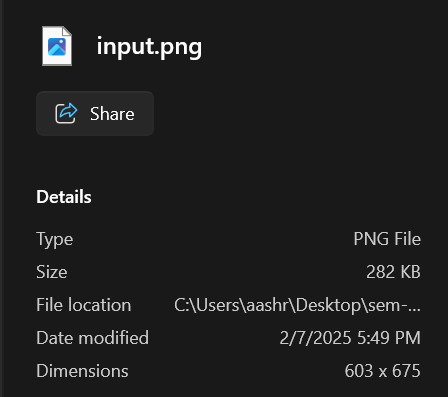 input.png
Share
Details
Type PNG File
Size 282 KB
File location C:\Users\aashr\Desktop\sem-...
Date modified 2/7/2025 5:49 PM
Dimensions 603 x 675